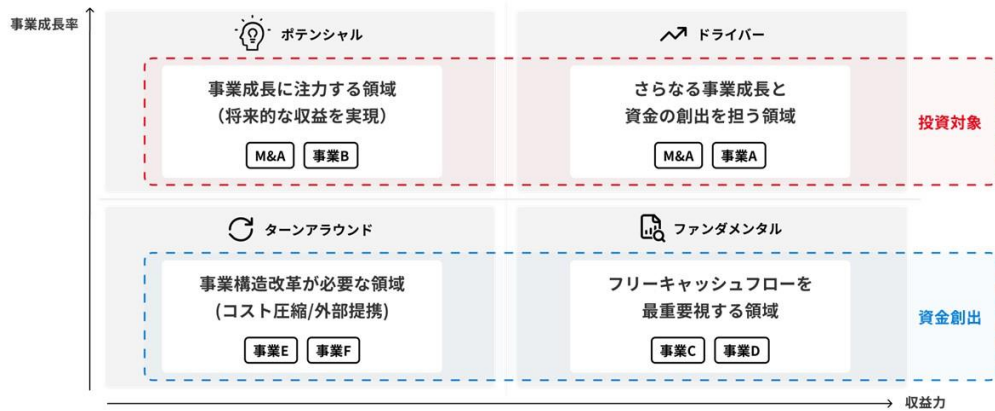 事業成長率
ポテンシャル
ドライバー
事業成長に注力する領域
（将来的な収益を実現）
M&A 事業B
さらなる事業成長と
資金の創出を担う領域
M&A 事業A
投資対象
ターンアラウンド
ファンダメンタル
事業構造改革が必要な領域
(コスト圧縮/外部提携)
事業E 事業F
フリーキャッシュフローを
最重要視する領域
事業C 事業D
資金創出
収益力